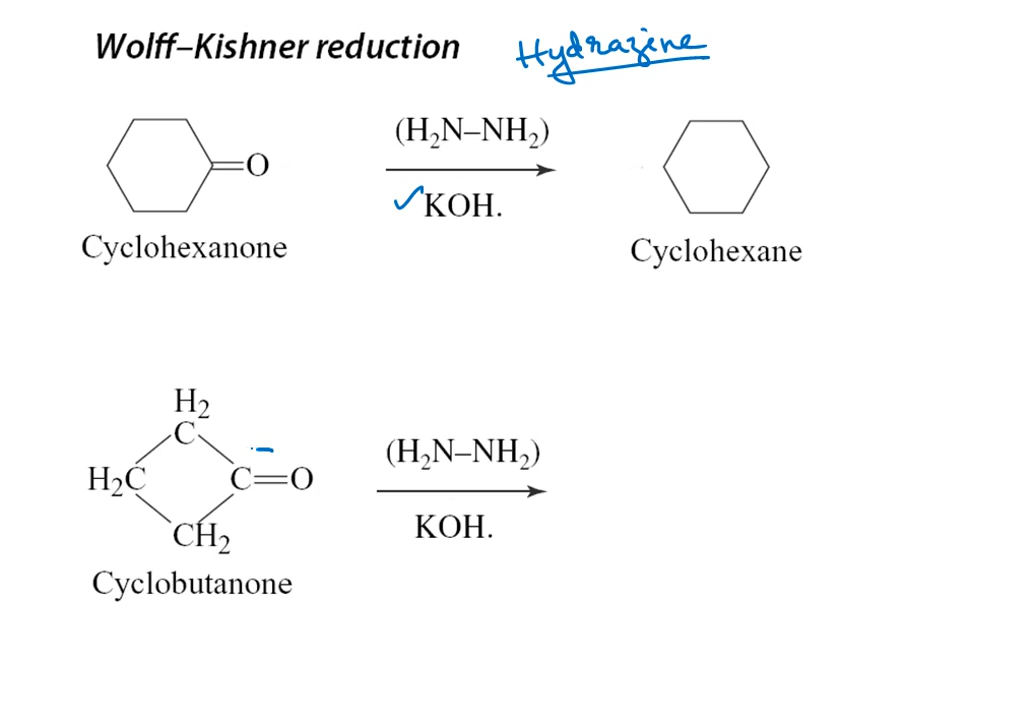 Wolff–Kishner reduction Hydrazine
(H₂N–NH₂)
=O
✓KOH.
Cyclohexanone
Cyclohexane
H₂
C
(H₂N–NH₂)
H₂C C=O
KOH.
CH₂
Cyclobutanone